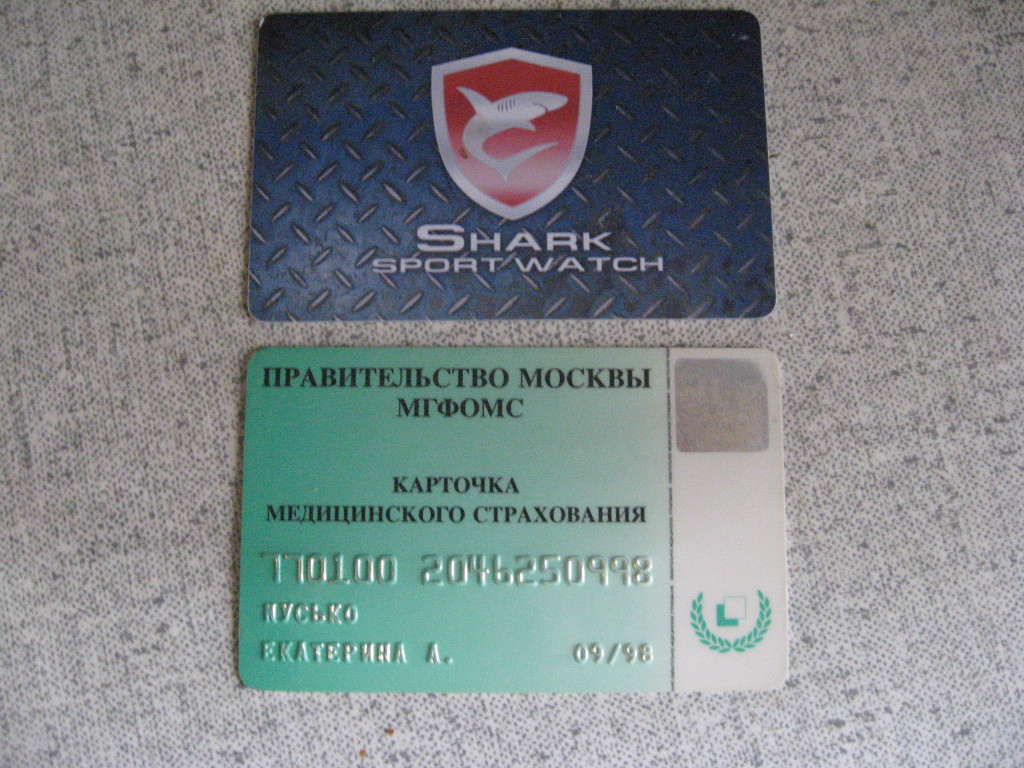 SHARK
SPORT WATCH
ПРАВИТЕЛЬСТВО МОСКВЫ
МГФОМС
КАРТОЧКА
МЕДИЦИНСКОГО СТРАХОВАНИЯ
770100 2046250998
МУСЬКО
ЕКАТЕРИНА А. 09/98